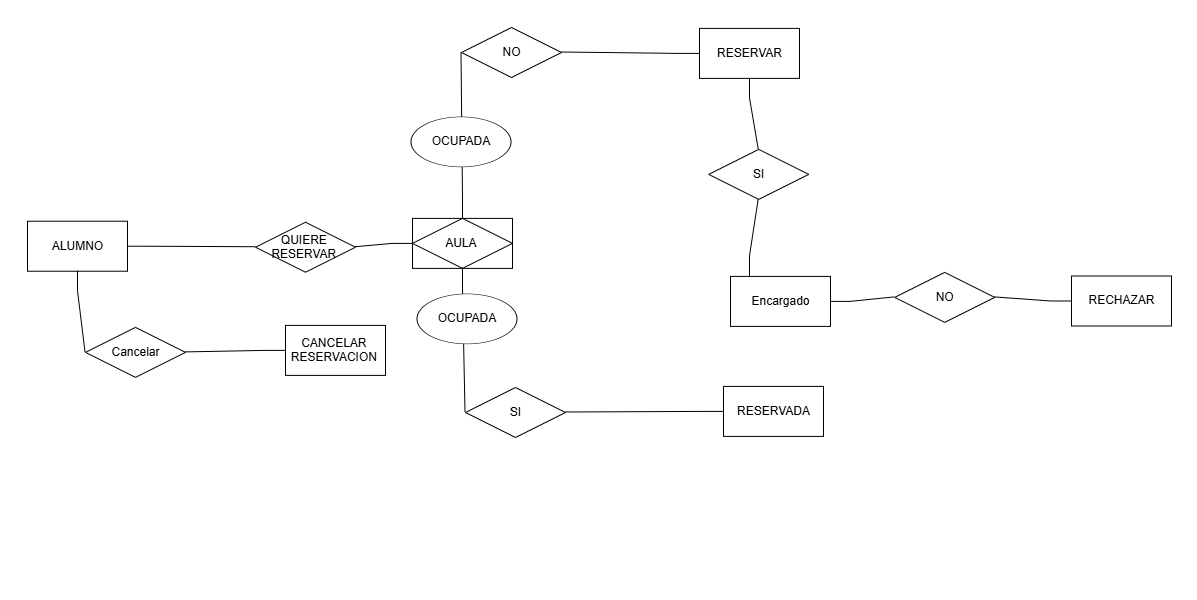 NO
RESERVAR
OCUPADA
SI
ALUMNO
QUIERE
RESERVAR
AULA
Encargado
NO
RECHAZAR
OCUPADA
Cancelar
CANCELAR
RESERVACION
SI
RESERVADA